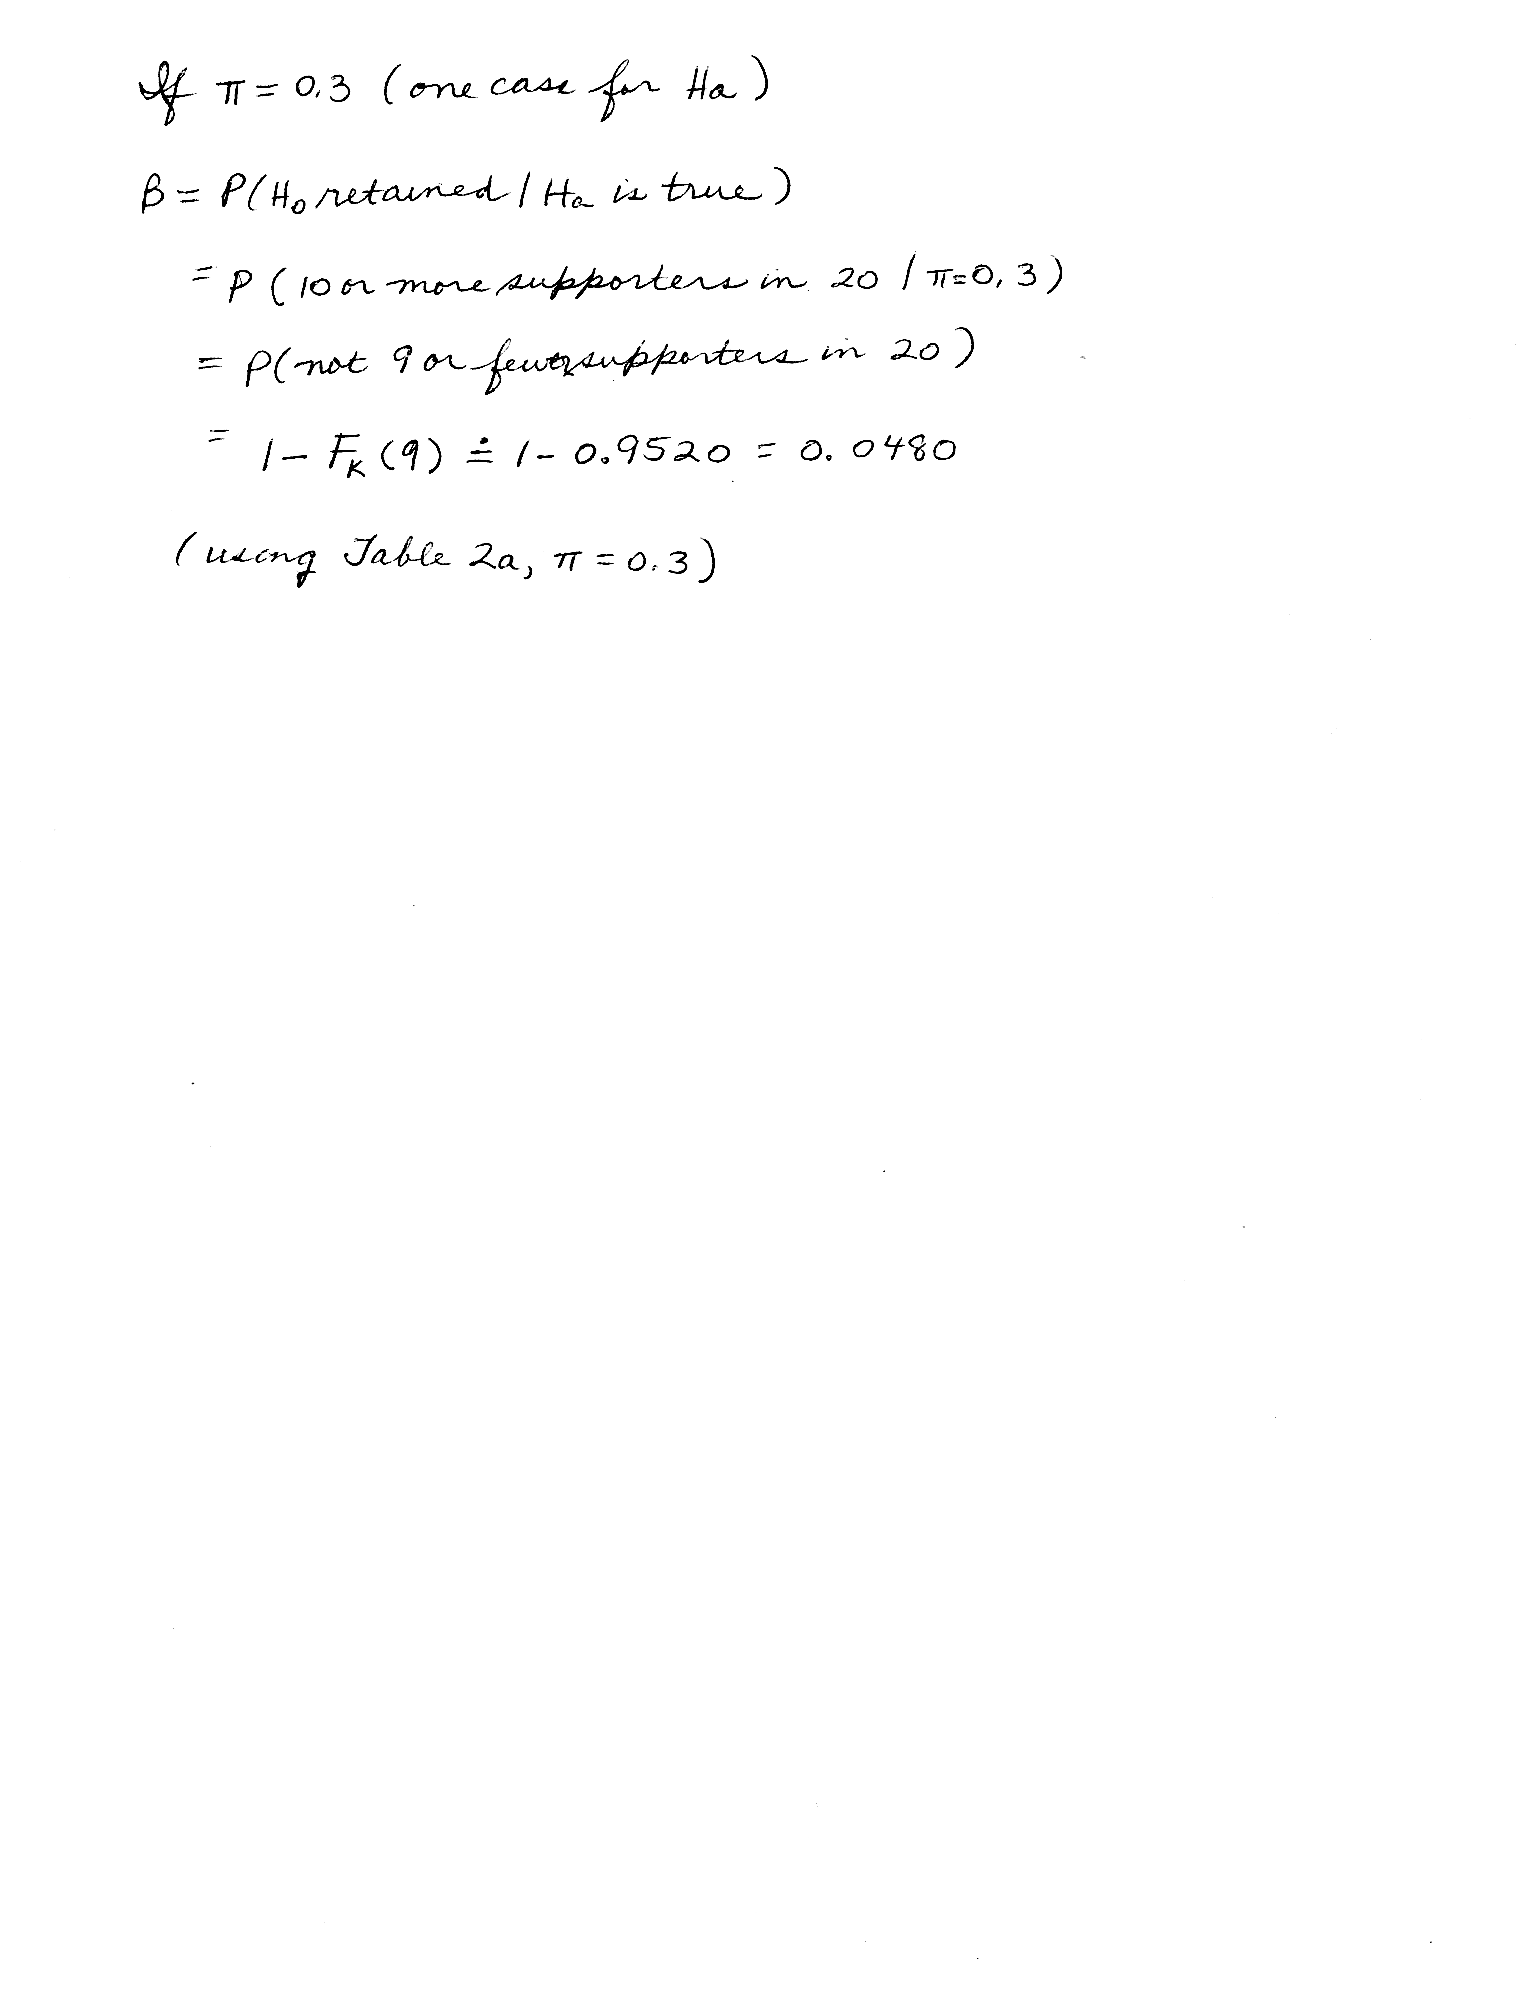 If π = 0.3 (one case for Ha)
β = P(H₀ retained | Ha is true)
= P (10 or more supporters in 20 | π=0.3)
= P(not 9 or fewer supporters in 20)
= 1 - F_K (9) ≐ 1 - 0.9520 = 0.0480
(using Table 2a, π = 0.3)